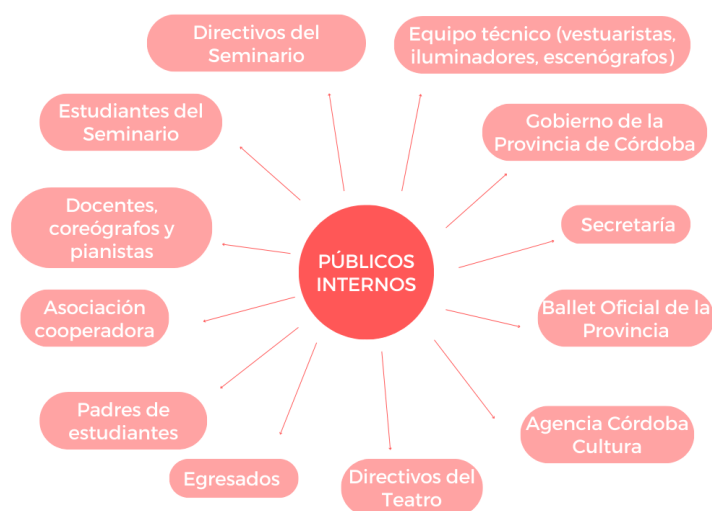 Directivos del
Seminario
Equipo técnico (vestuaristas,
iluminadores, escenógrafos)
Estudiantes del
Seminario
Gobierno de la
Provincia de Córdoba
Docentes,
coreógrafos y
pianistas
Secretaría
PÚBLICOS
INTERNOS
Asociación
cooperadora
Ballet Oficial de la
Provincia
Padres de
estudiantes
Agencia Córdoba
Cultura
Egresados
Directivos del
Teatro